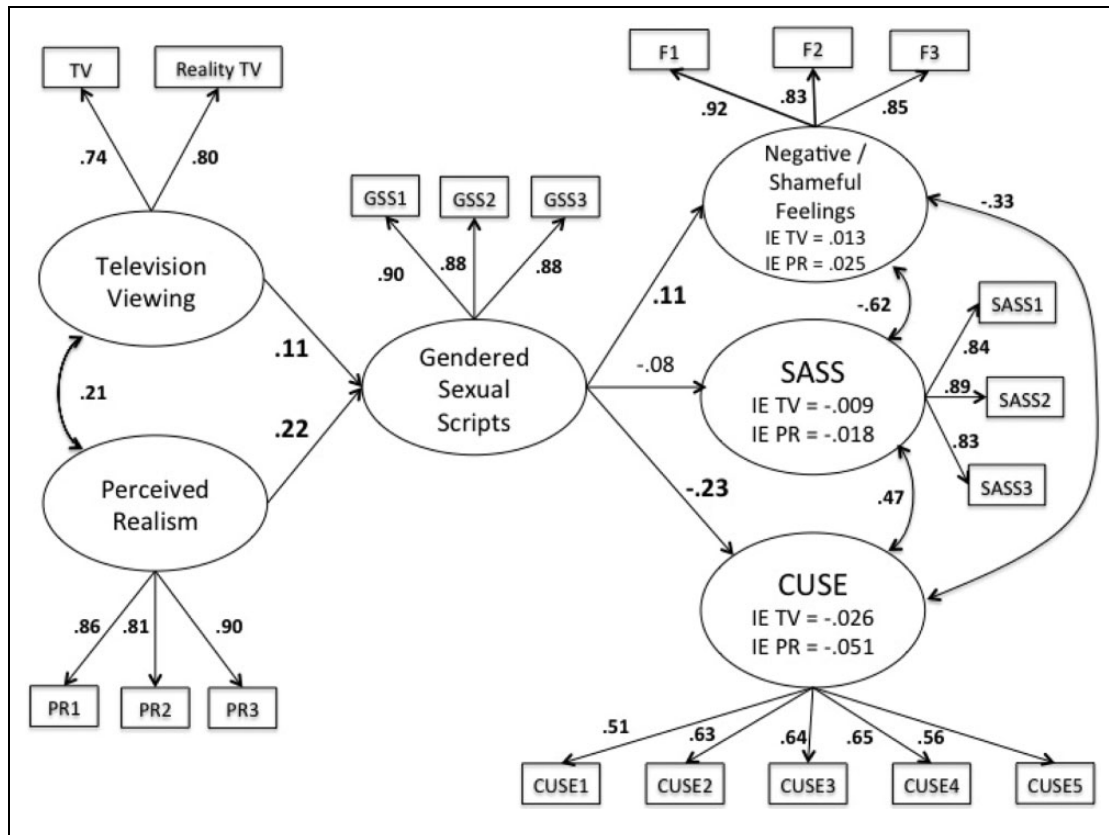 TV
Reality TV
.74
.80
Television
Viewing
.21
Perceived
Realism
.86
.81
.90
PR1
PR2
PR3
.11
.22
GSS1
GSS2
GSS3
.90
.88
.88
Gendered
Sexual
Scripts
.11
-.08
-.23
F1
F2
F3
.92
.83
.85
Negative /
Shameful
Feelings
IE TV = .013
IE PR = .025
-.33
-.62
SASS
IE TV = -.009
IE PR = -.018
.84
.89
.83
SASS1
SASS2
SASS3
.47
CUSE
IE TV = -.026
IE PR = -.051
.51
.63
.64
.65
.56
CUSE1
CUSE2
CUSE3
CUSE4
CUSE5